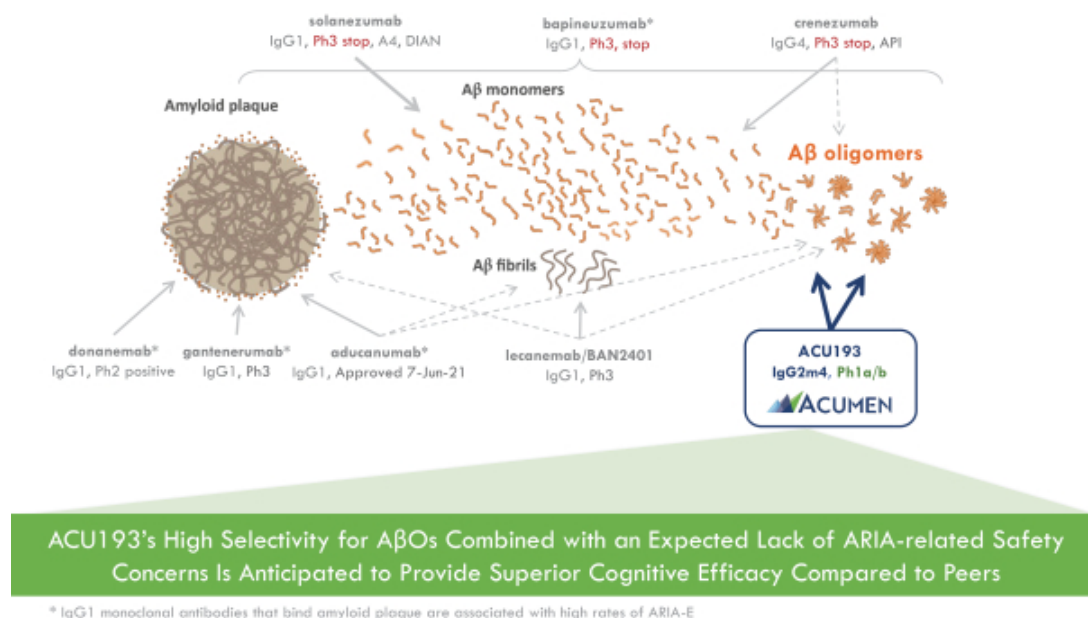 solanezumab
IgG1, Ph3 stop, A4, DIAN
bapineuzumab*
IgG1, Ph3, stop
crenezumab
IgG4, Ph3 stop, API
Amyloid plaque
Aβ monomers
Aβ oligomers
Aβ fibrils
donanemab*
IgG1, Ph2 positive
gantenerumab*
IgG1, Ph3
aducanumab*
IgG1, Approved 7-Jun-21
lecanemab/BAN2401
IgG1, Ph3
ACU193
IgG2m4, Ph1a/b
ACUMEN
ACU193's High Selectivity for AβOs Combined with an Expected Lack of ARIA-related Safety
Concerns Is Anticipated to Provide Superior Cognitive Efficacy Compared to Peers
* IgG1 monoclonal antibodies that bind amyloid plaque are associated with high rates of ARIA-E